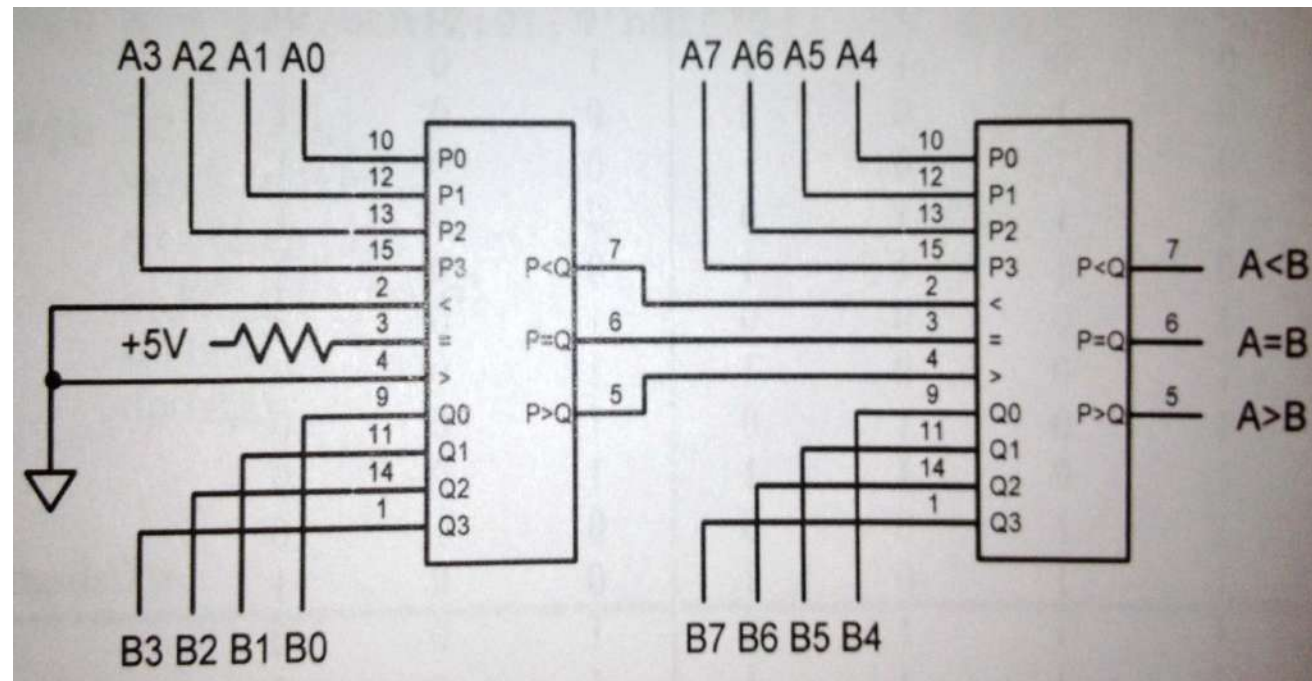 A3 A2 A1 A0
A7 A6 A5 A4
10 P0
12 P1
13 P2
15 P3
2 <
+5V 3 =
4 >
9 Q0
11 Q1
14 Q2
1 Q3
P<Q 7
P=Q 6
P>Q 5
B3 B2 B1 B0
10 P0
12 P1
13 P2
15 P3
2 <
3 =
4 >
9 Q0
11 Q1
14 Q2
1 Q3
P<Q 7 A<B
P=Q 6 A=B
P>Q 5 A>B
B7 B6 B5 B4